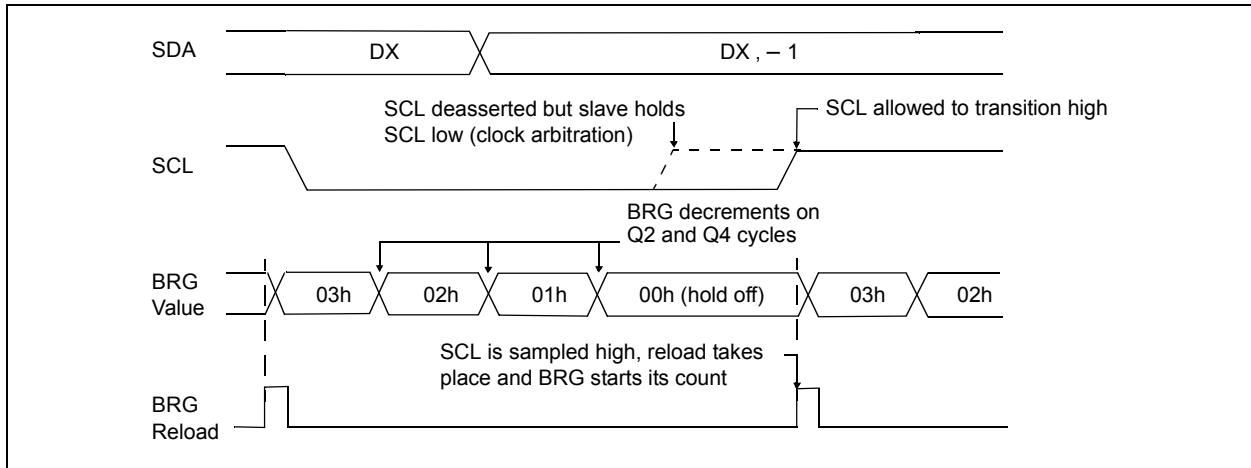 SDA
DX
DX , – 1
SCL deasserted but slave holds
SCL low (clock arbitration)
SCL allowed to transition high
SCL
BRG decrements on
Q2 and Q4 cycles
BRG
Value
03h
02h
01h
00h (hold off)
03h
02h
SCL is sampled high, reload takes
place and BRG starts its count
BRG
Reload